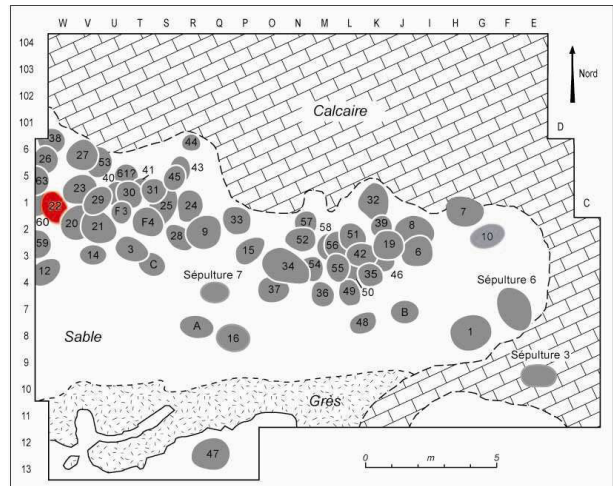 W V U T S R Q P O N M L K J I H G F E
104
103
102
101
6
5
1
2
3
4
7
8
9
10
11
12
13
D
C
Nord
Calcaire
Sable
Grès
Sépulture 7
Sépulture 6
Sépulture 3
38 27 53 44 43
26 40 61? 41 45
63 23 29 30 31 25 24
22 20 21 F3 F4 28 9 33
60
59 14 3 C 15
12
32 7 10
57 58 51 39 8
52 56 42 19 6
34 54 55 35 46
37 36 49 50
48 B
A 16 1
47
0 m 5